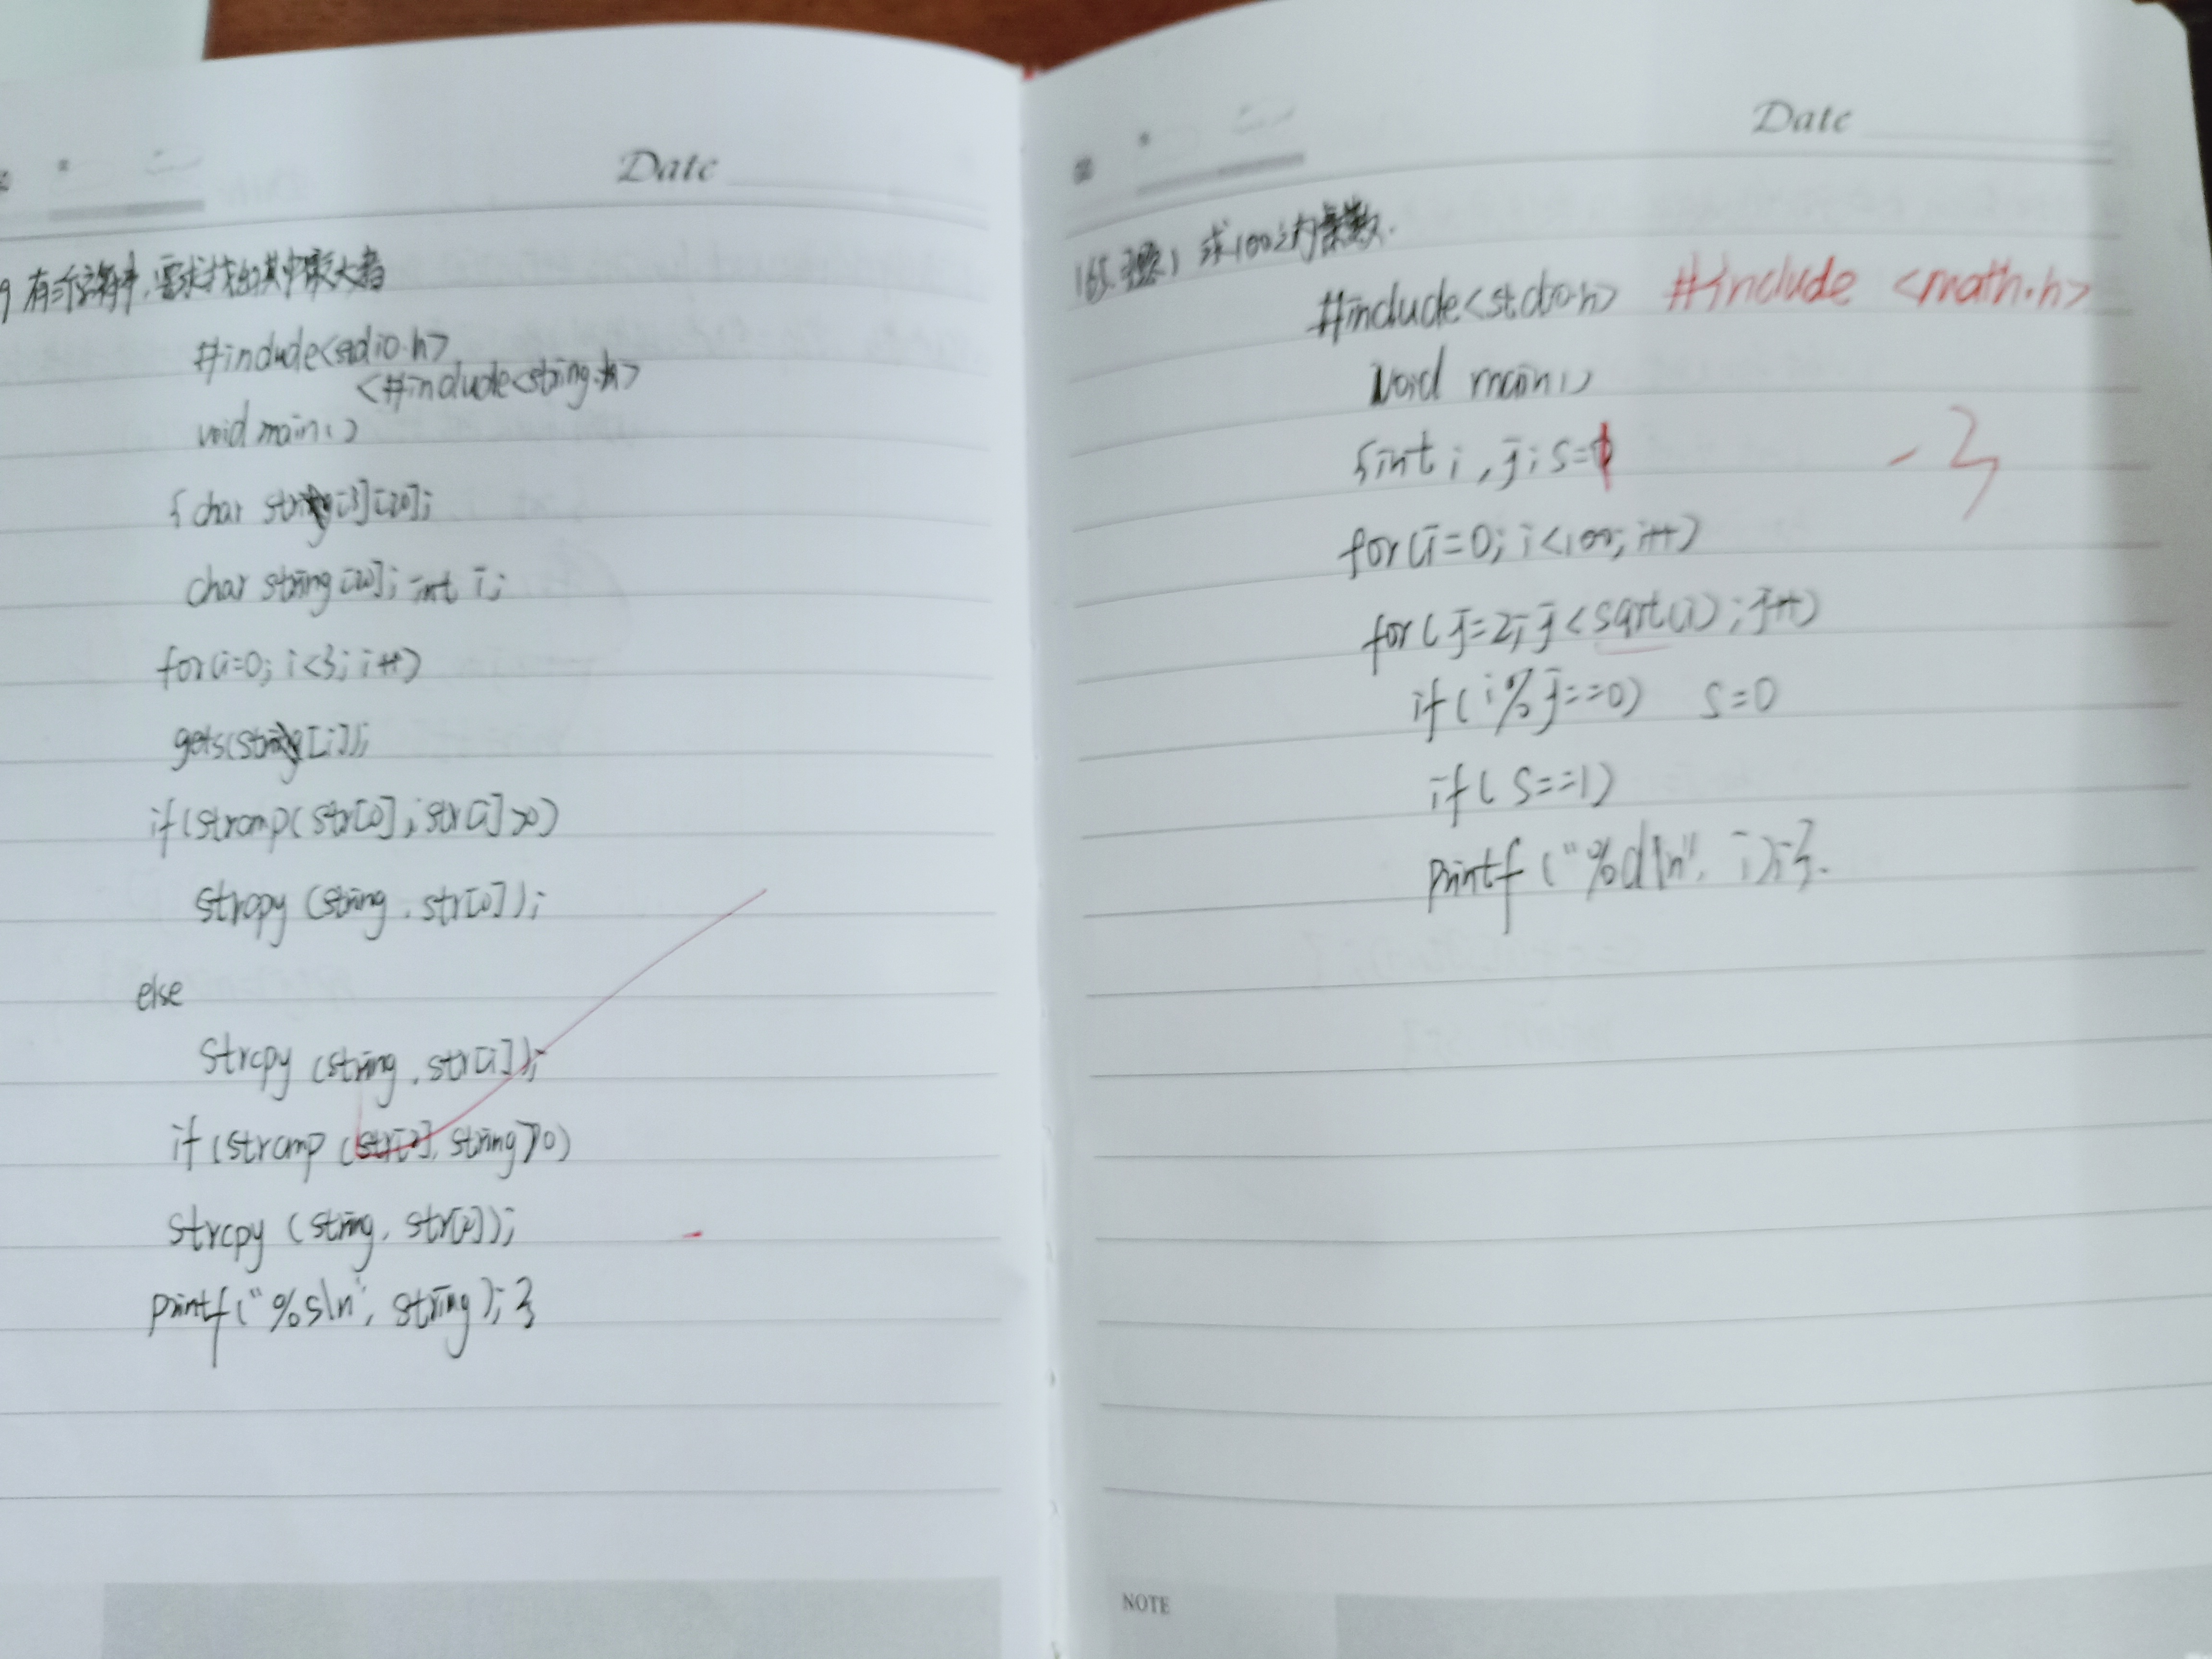 Date
9 有三个字符串,要求找出其中最大者
#include<stdio.h>
<#include<string.h>
void main()
{ char str[3][20];
char string[20]; int i;
for(i=0; i<3; i++)
gets(str[i]);
if(strcmp(str[0],str[1]>0)
strcpy (string, str[0]);
else
strcpy (string, str[1]);
if(strcmp (str[2], string)>0)
strcpy (string, str[2]);
printf("%s\n", string); }
Date
165. 1 求100之内素数.
#include<stdio.h> #include <math.h>
void main()
{int i, j; s=1
-3
for(i=0; i<100; i++)
for(j=2; j<sqrt(i); j++)
if(i%j==0) s=0
if(s==1)
printf("%d\n", i);}.
NOTE